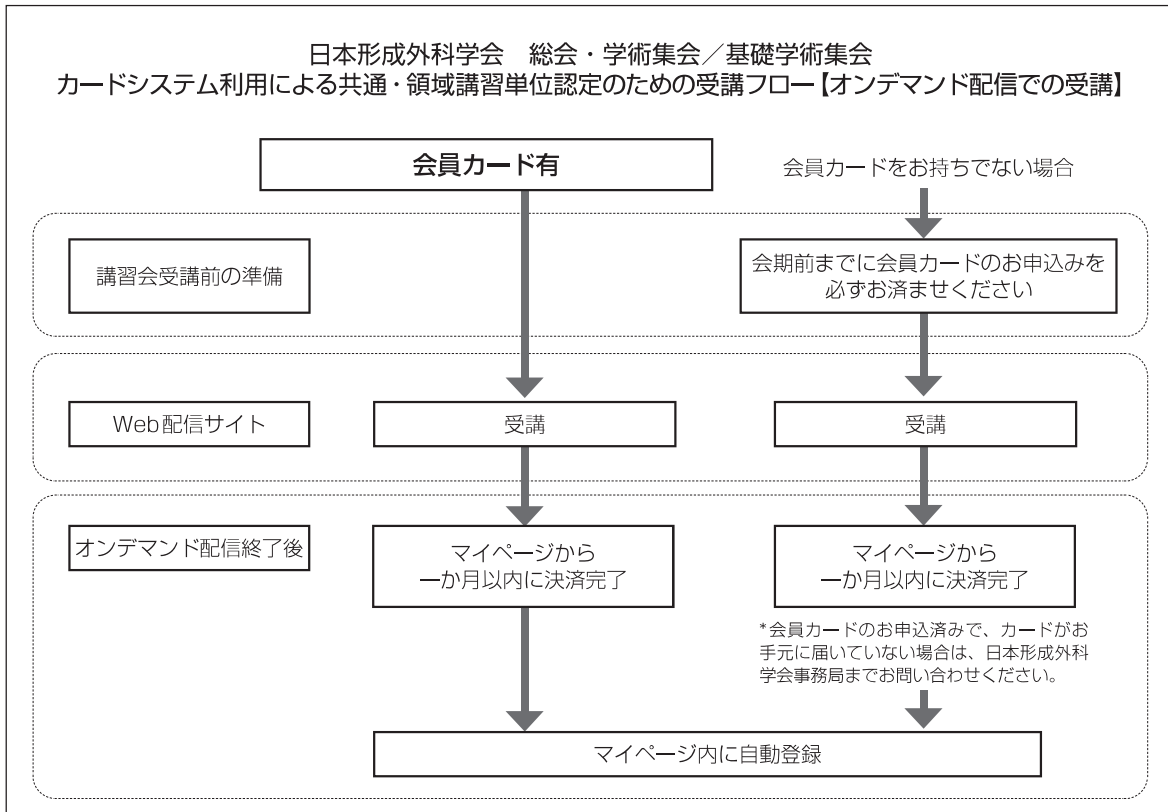 日本形成外科学会　総会・学術集会／基礎学術集会
カードシステム利用による共通・領域講習単位認定のための受講フロー【オンデマンド配信での受講】
会員カード有
会員カードをお持ちでない場合
講習会受講前の準備
会期前までに会員カードのお申込みを
必ずお済ませください
Web配信サイト
受講
受講
オンデマンド配信終了後
マイページから
一か月以内に決済完了
マイページから
一か月以内に決済完了
*会員カードのお申込済みで、カードがお
手元に届いていない場合は、日本形成外科
学会事務局までお問い合わせください。
マイページ内に自動登録